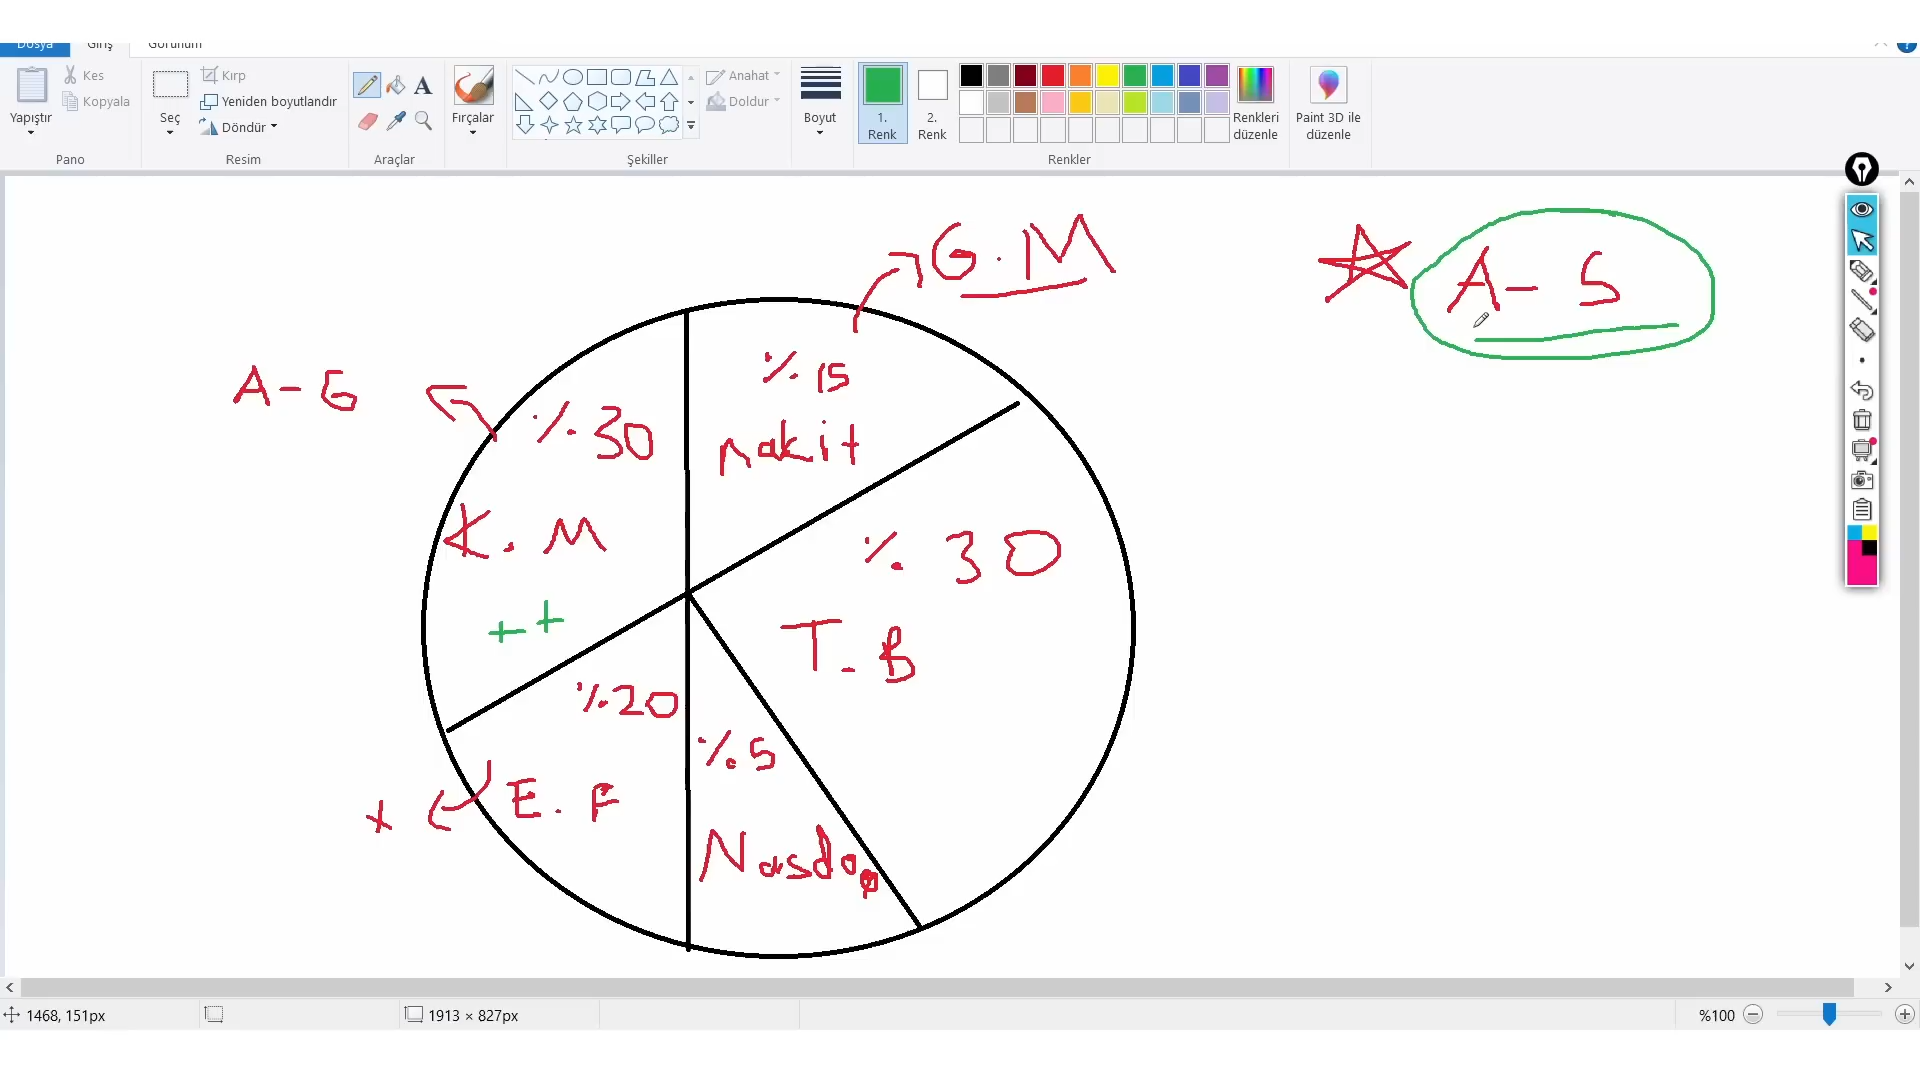 Dosya Giriş Görünüm
Yapıştır
Kes
Kopyala
Pano
Seç
Kırp
Yeniden boyutlandır
Döndür
Resim
A
Araçlar
Fırçalar
Şekiller
Anahat
Doldur
Boyut
1.
Renk
2.
Renk
Renkleri
düzenle
Renkler
Paint 3D ile
düzenle
G.M
A - S
A - G
%15
nakit
%.30
K. M
++
%. 30
T. B
%20
E. F
+
%.5
Nasdaq
1468, 151px
1913 × 827px
%100